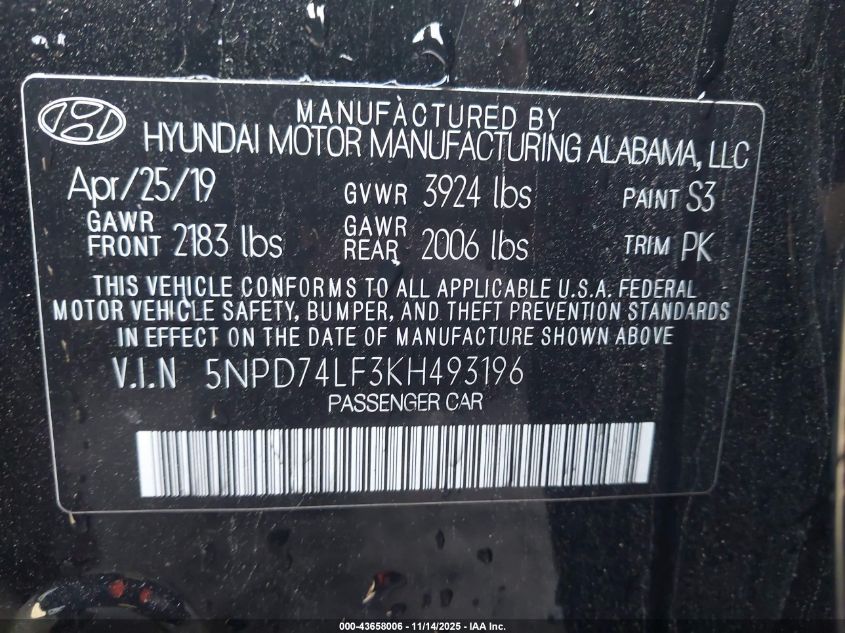 MANUFACTURED BY
HYUNDAI MOTOR MANUFACTURING ALABAMA, LLC
Apr/25/19 GVWR 3924 lbs PAINT S3
GAWR FRONT 2183 lbs GAWR REAR 2006 lbs TRIM PK
THIS VEHICLE CONFORMS TO ALL APPLICABLE U.S.A. FEDERAL
MOTOR VEHICLE SAFETY, BUMPER, AND THEFT PREVENTION STANDARDS
IN EFFECT ON THE DATE OF MANUFACTURE SHOWN ABOVE
V.I.N 5NPD74LF3KH493196
PASSENGER CAR
000-43658006 - 11/14/2025 - IAA Inc.